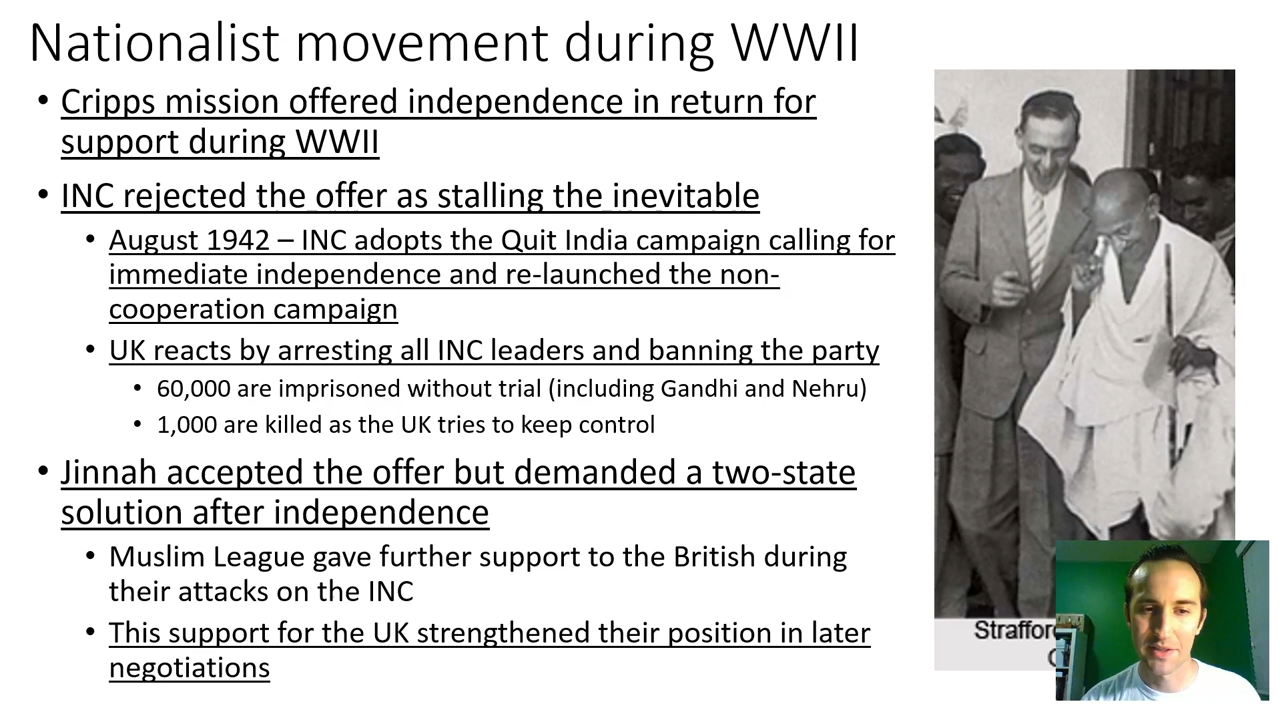 Nationalist movement during WWII
• Cripps mission offered independence in return for
support during WWII
• INC rejected the offer as stalling the inevitable
• August 1942 – INC adopts the Quit India campaign calling for
immediate independence and re-launched the non-
cooperation campaign
• UK reacts by arresting all INC leaders and banning the party
• 60,000 are imprisoned without trial (including Gandhi and Nehru)
• 1,000 are killed as the UK tries to keep control
• Jinnah accepted the offer but demanded a two-state
solution after independence
• Muslim League gave further support to the British during
their attacks on the INC
• This support for the UK strengthened their position in later
negotiations